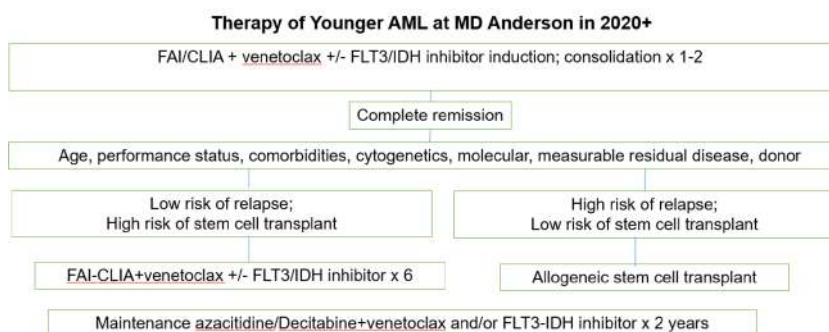 Therapy of Younger AML at MD Anderson in 2020+
FAI/CLIA + venetoclax +/- FLT3/IDH inhibitor induction; consolidation x 1-2
Complete remission
Age, performance status, comorbidities, cytogenetics, molecular, measurable residual disease, donor
Low risk of relapse;
High risk of stem cell transplant
High risk of relapse;
Low risk of stem cell transplant
FAI-CLIA+venetoclax +/- FLT3/IDH inhibitor x 6
Allogeneic stem cell transplant
Maintenance azacitidine/Decitabine+venetoclax and/or FLT3-IDH inhibitor x 2 years